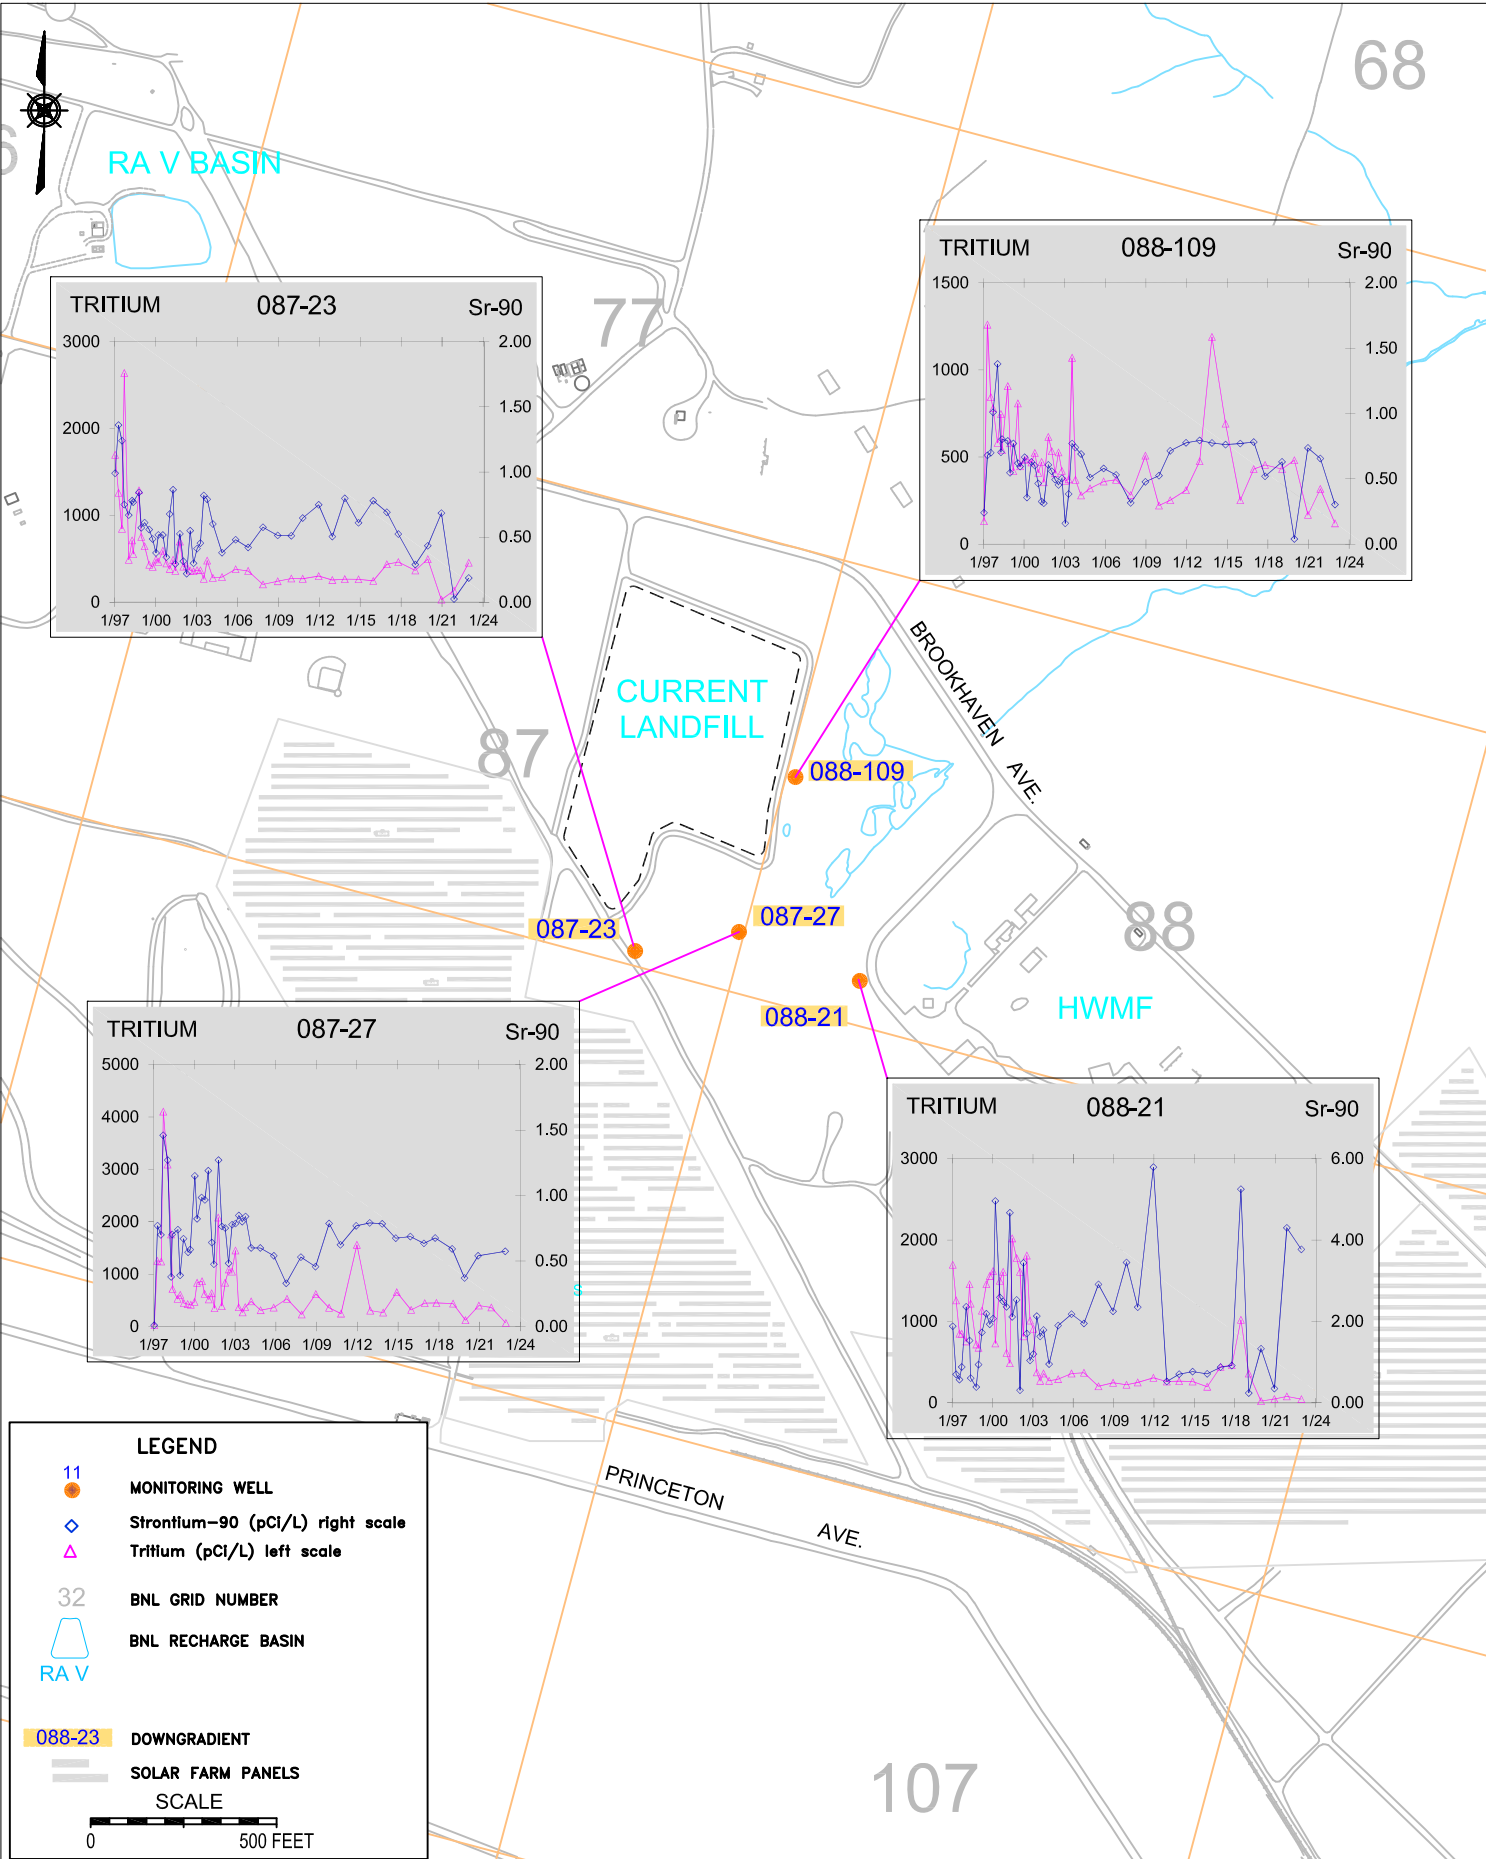 68
6
RA V BASIN
TRITIUM 088-109 Sr-90
1500 2.00
1.50
1000
1.00
500
0.50
0 0.00
1/97 1/00 1/03 1/06 1/09 1/12 1/15 1/18 1/21 1/24
77
TRITIUM 087-23 Sr-90
3000 2.00
1.50
2000
1.00
1000
0.50
0 0.00
1/97 1/00 1/03 1/06 1/09 1/12 1/15 1/18 1/21 1/24
BROOKHAVEN AVE.
CURRENT
LANDFILL
87
088-109
087-27
087-23
88
088-21
HWMF
TRITIUM 087-27 Sr-90
5000 2.00
4000
1.50
3000
1.00
2000
0.50
1000
0 0.00
1/97 1/00 1/03 1/06 1/09 1/12 1/15 1/18 1/21 1/24
s
TRITIUM 088-21 Sr-90
3000 6.00
2000 4.00
1000 2.00
0 0.00
1/97 1/00 1/03 1/06 1/09 1/12 1/15 1/18 1/21 1/24
PRINCETON AVE.
LEGEND
11
MONITORING WELL
Strontium-90 (pCi/L) right scale
Tritium (pCi/L) left scale
32 BNL GRID NUMBER
BNL RECHARGE BASIN
RA V
088-23 DOWNGRADIENT
SOLAR FARM PANELS
SCALE
0 500 FEET
107